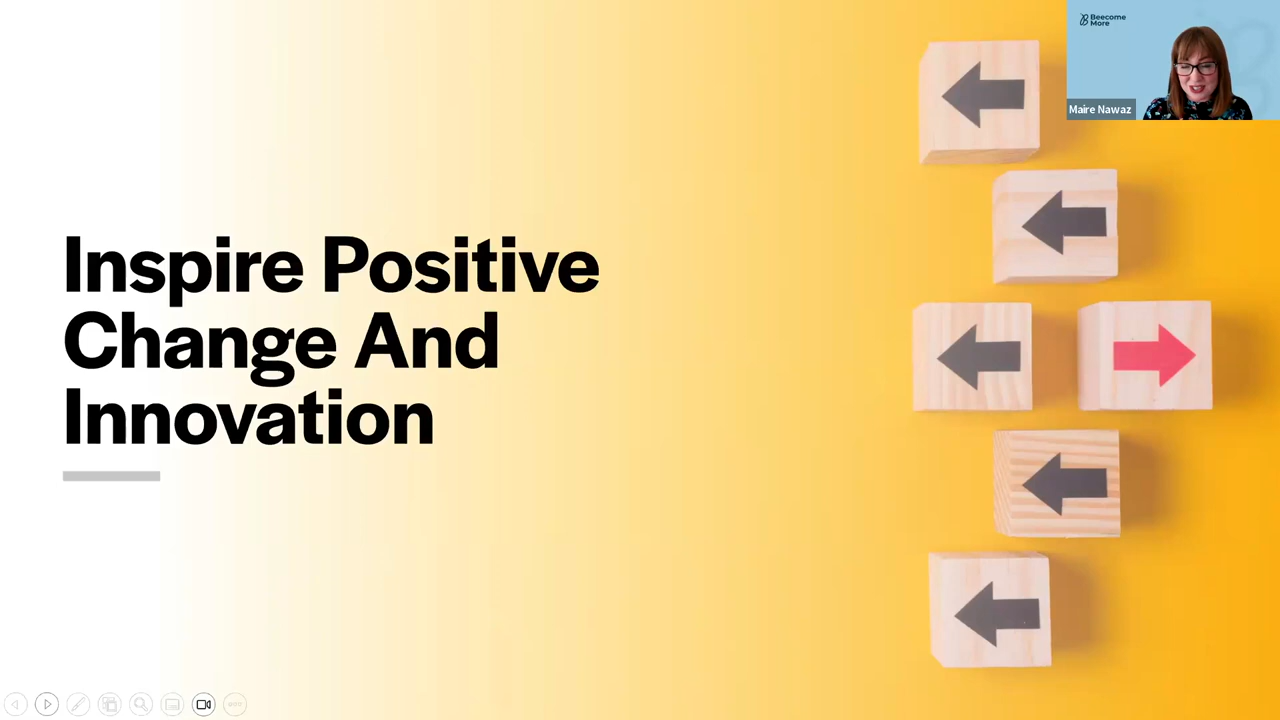 Inspire Positive
Change And
Innovation
Beecome
More
Maire Nawaz